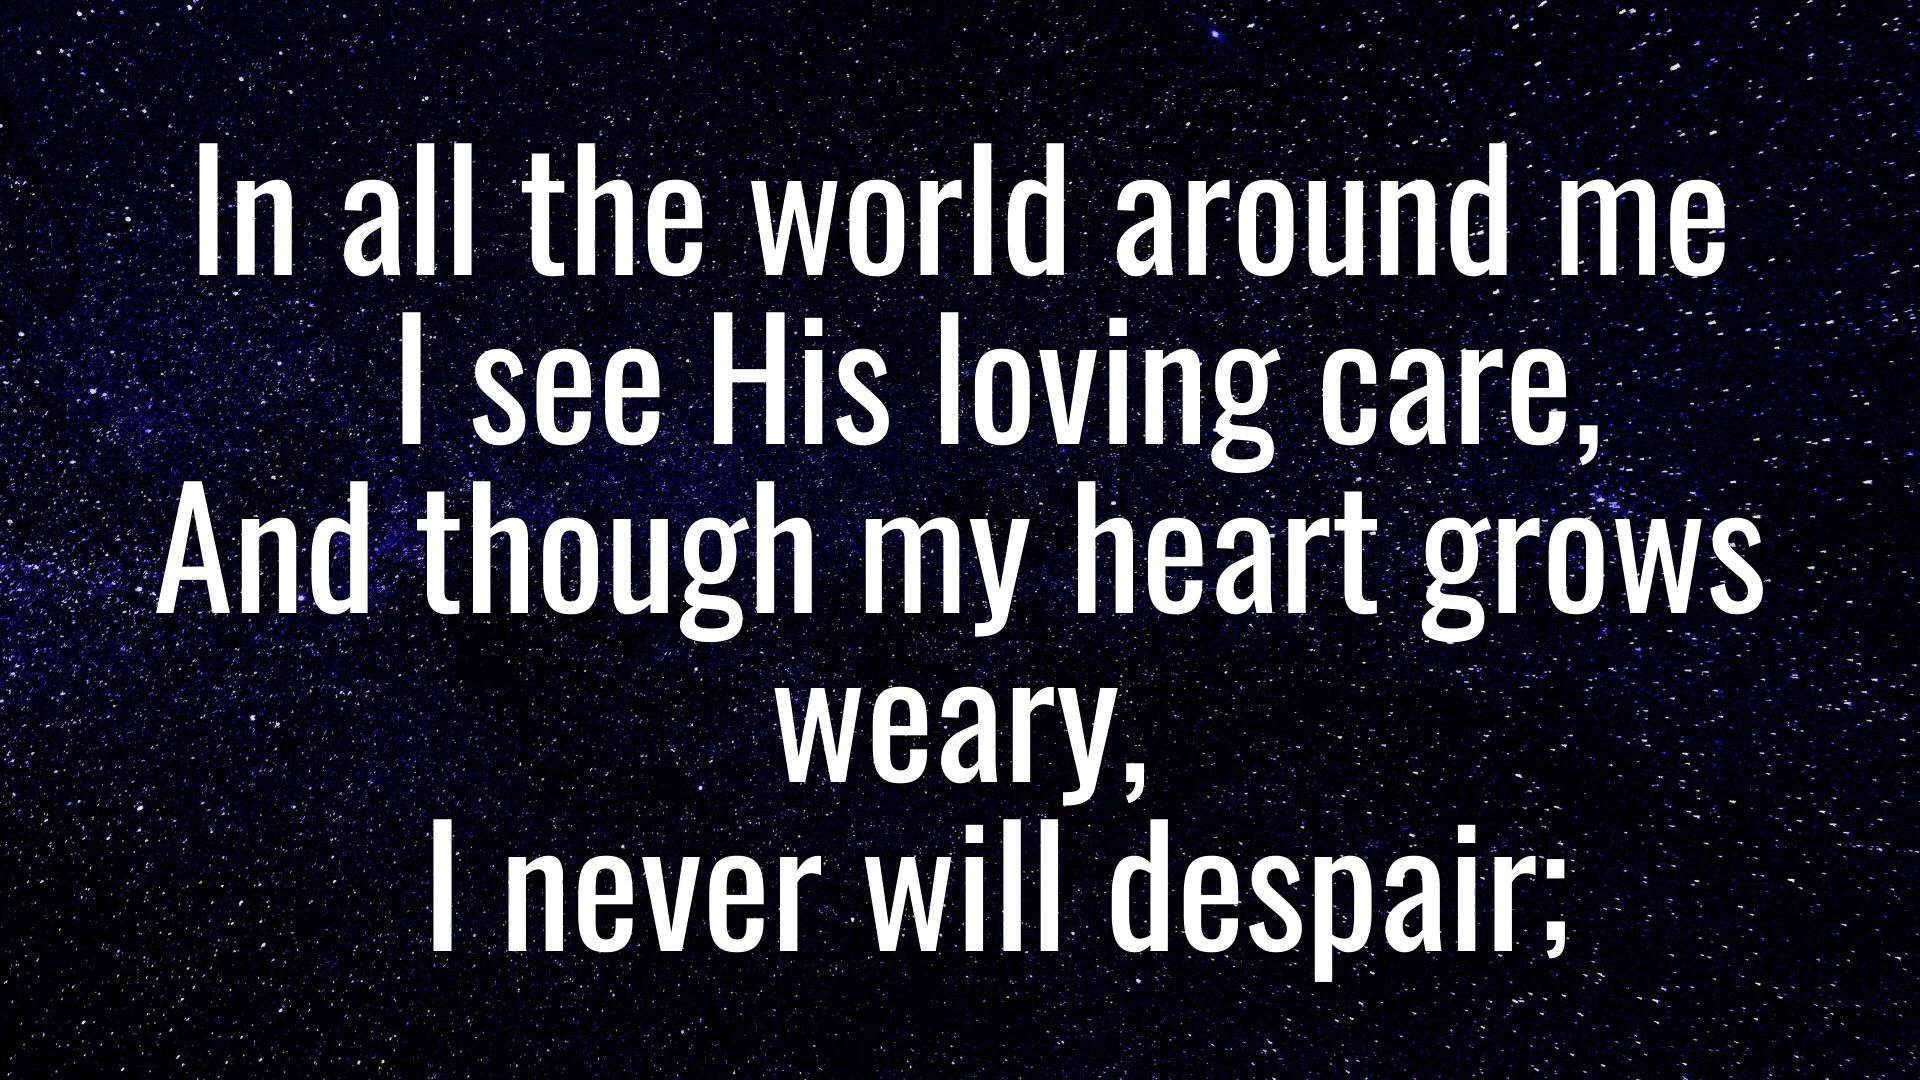 In all the world around me
I see His loving care,
And though my heart grows
weary,
I never will despair;